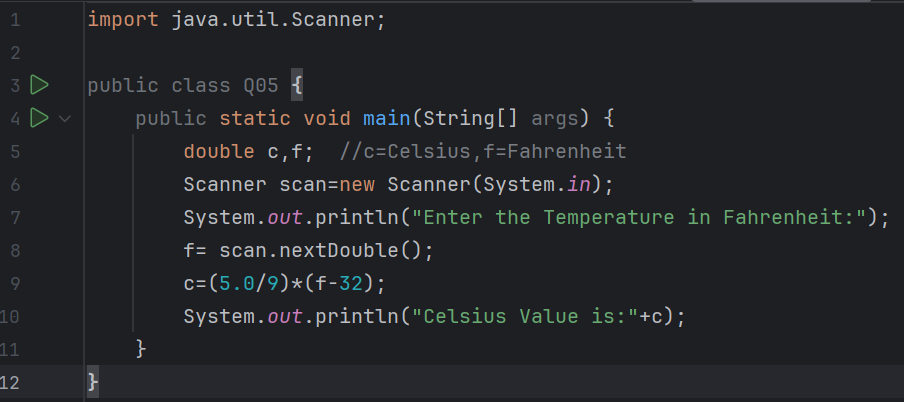 1 import java.util.Scanner;
2
3 public class Q05 {
4 public static void main(String[] args) {
5 double c,f;  //c=Celsius,f=Fahrenheit
6 Scanner scan=new Scanner(System.in);
7 System.out.println("Enter the Temperature in Fahrenheit:");
8 f= scan.nextDouble();
9 c=(5.0/9)*(f-32);
10 System.out.println("Celsius Value is:"+c);
11 }
12 }